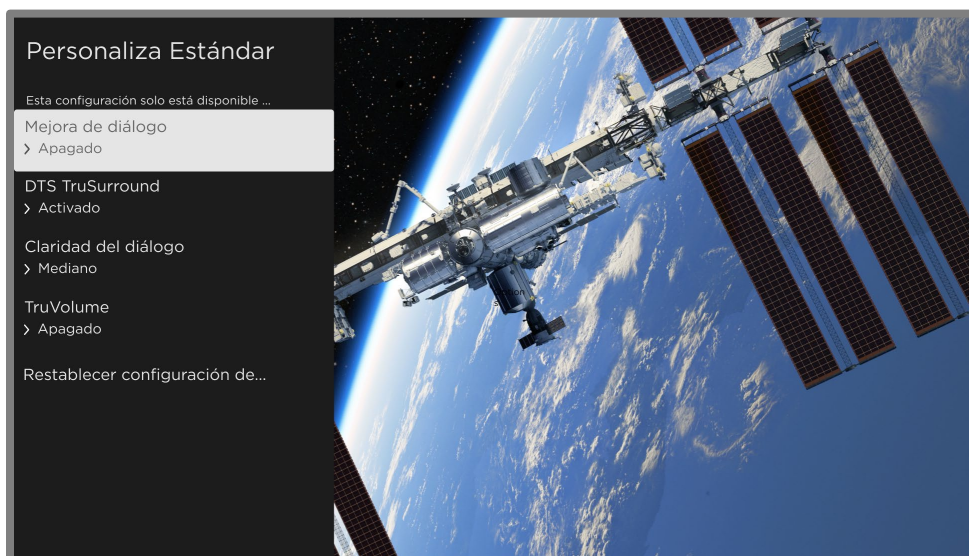 Personaliza Estándar
Esta configuración solo está disponible ...
Mejora de diálogo
Apagado
DTS TruSurround
Activado
Claridad del diálogo
Mediano
TruVolume
Apagado
Restablecer configuración de...